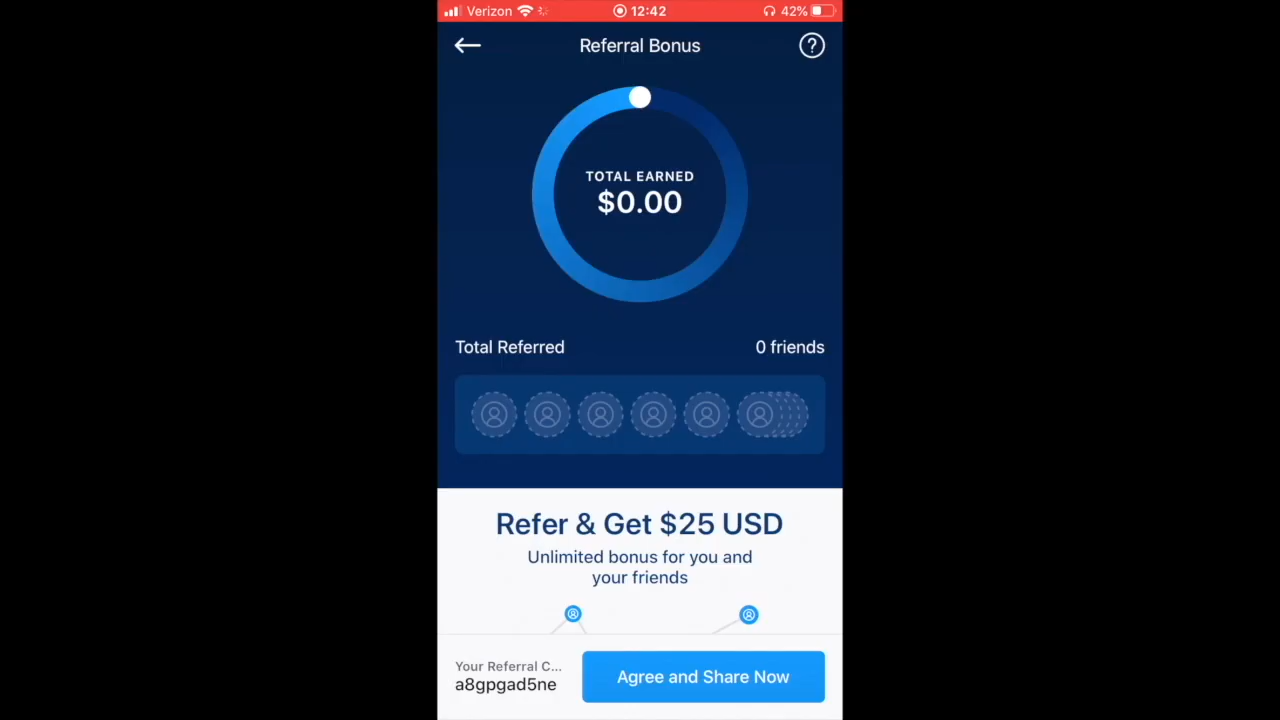 Verizon 12:42 42%
Referral Bonus
?
TOTAL EARNED
$0.00
Total Referred 0 friends
Refer & Get $25 USD
Unlimited bonus for you and
your friends
Your Referral C...
a8gpgad5ne
Agree and Share Now